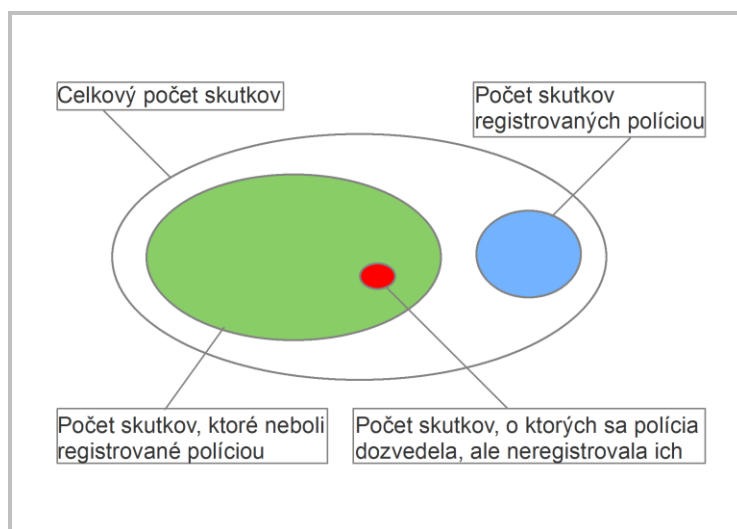 Celkový počet skutkov
Počet skutkov
registrovaných políciou
Počet skutkov, ktoré neboli
registrované políciou
Počet skutkov, o ktorých sa polícia
dozvedela, ale neregistrovala ich